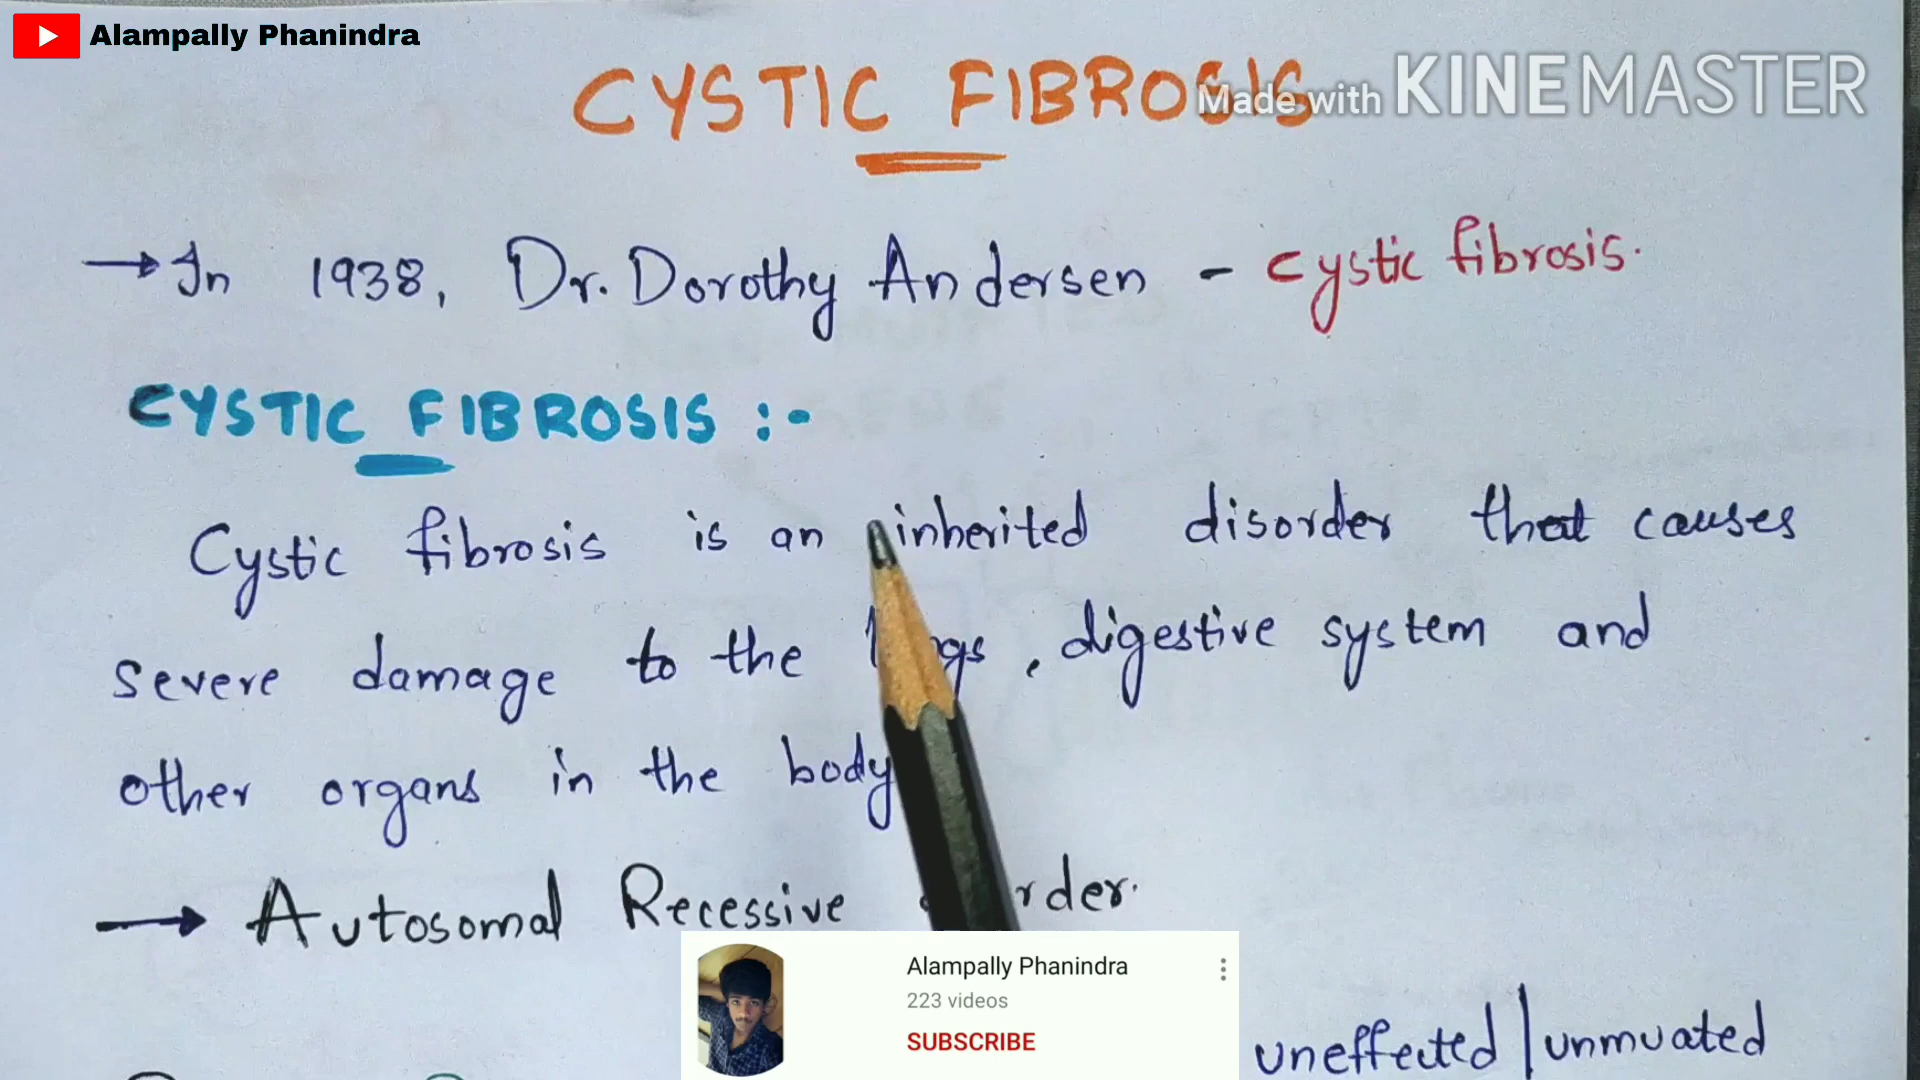 Alampally Phanindra
CYSTIC FIBROSIS
Made with KINEMASTER
→ In 1938, Dr. Dorothy Andersen - cystic fibrosis.
CYSTIC FIBROSIS :-
Cystic fibrosis is an inherited disorder that causes
severe damage to the , digestive system and
other organs in the body
→ Autosomal Recessive
Alampally Phanindra
223 videos
SUBSCRIBE
uneffected | unmuated